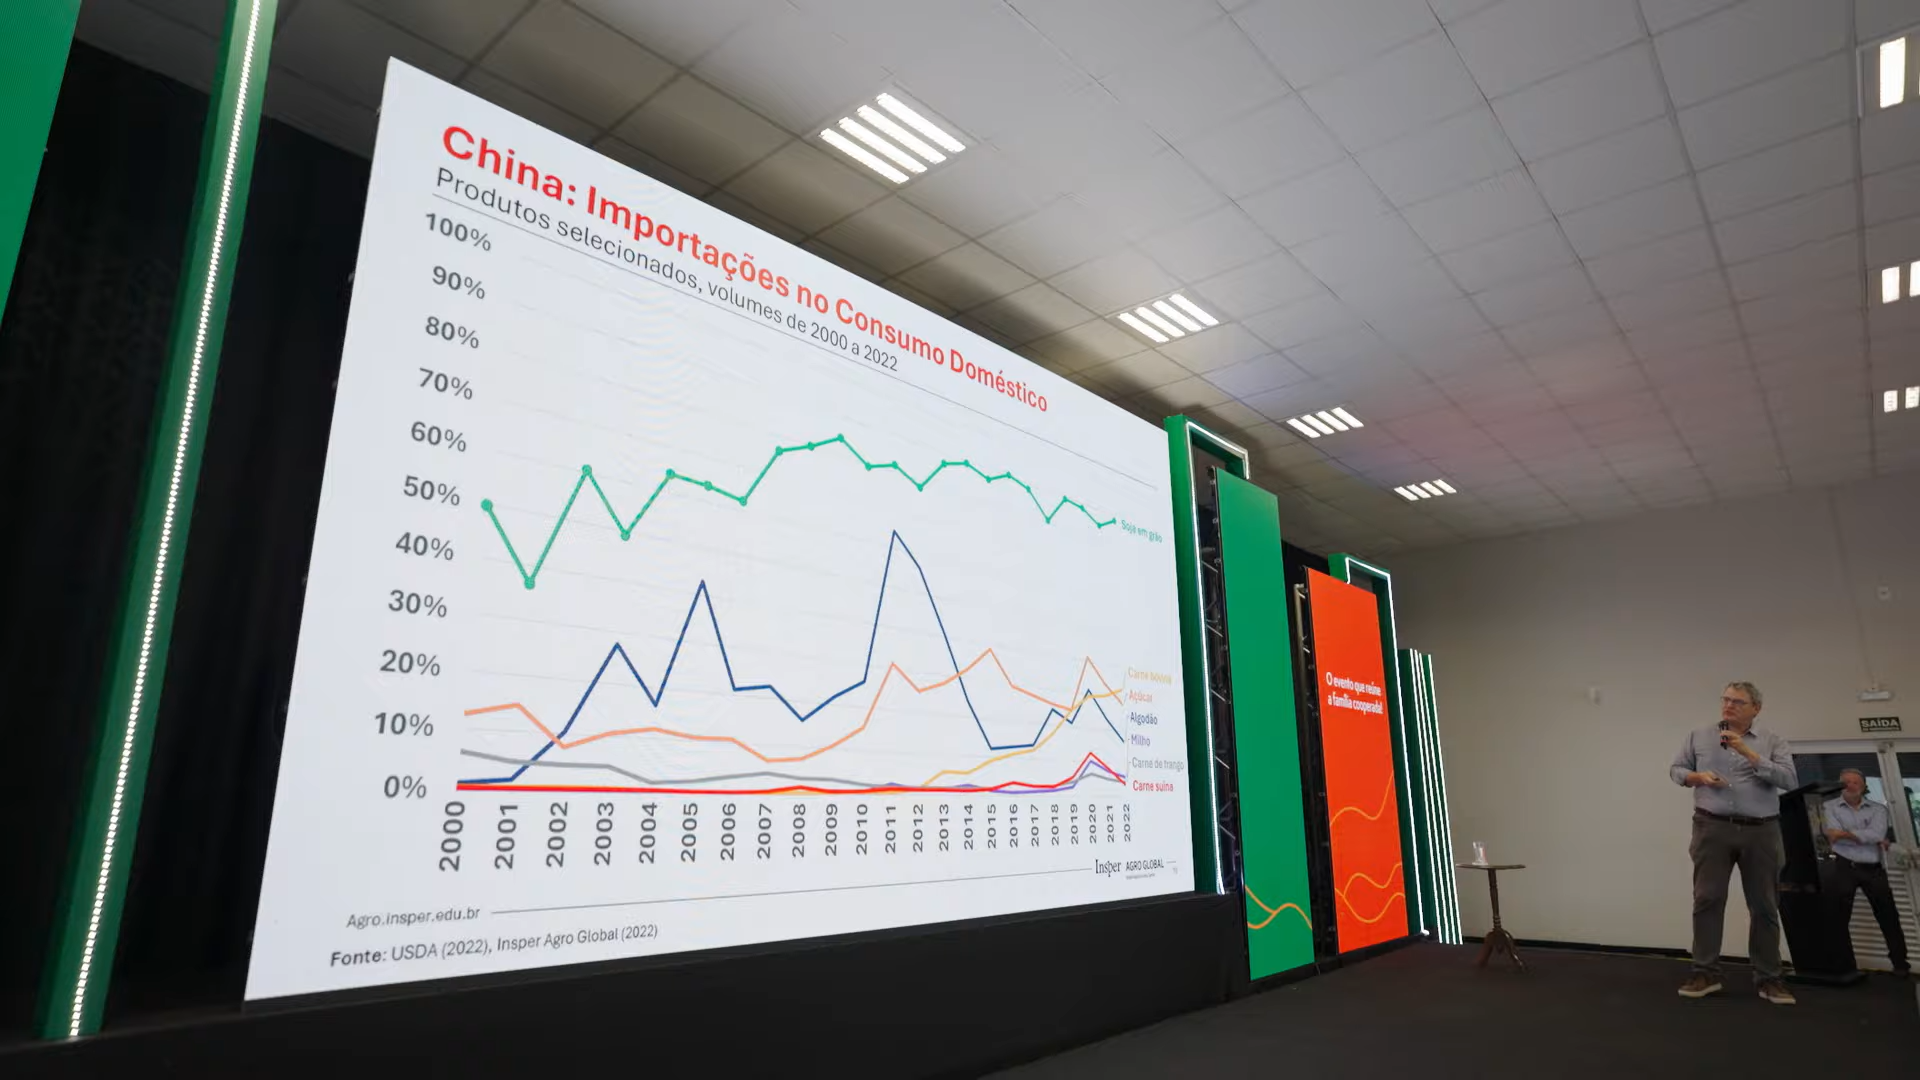 China: Importações no Consumo Doméstico
Produtos selecionados, volumes de 2000 a 2022
100%
90%
80%
70%
60%
50%
40%
30%
20%
10%
0%
Soja em grão
Carne bovina
Açúcar
Algodão
Milho
Carne de frango
Carne suína
2000
2001
2002
2003
2004
2005
2006
2007
2008
2009
2010
2011
2012
2013
2014
2015
2016
2017
2018
2019
2020
2021
2022
Insper AGRO GLOBAL
Agro.insper.edu.br
Fonte: USDA (2022), Insper Agro Global (2022)
O evento que reúne
a família cooperada!
SAÍDA